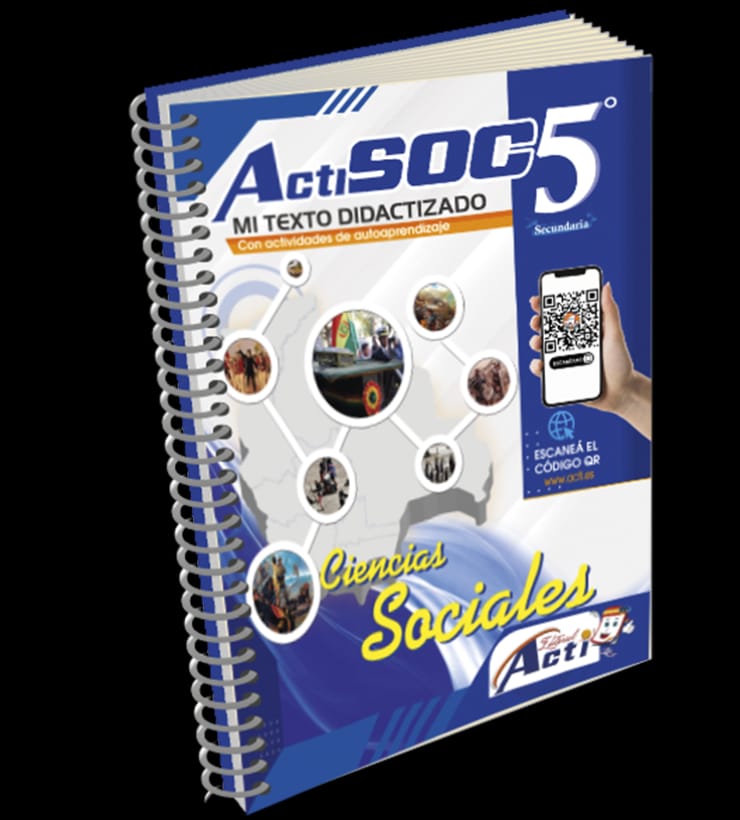 ActiSOC5°
MI TEXTO DIDACTIZADO
Con actividades de autoaprendizaje
Secundaria
ESCANEÁ EL
CÓDIGO QR
www.acti.es
Ciencias
Sociales
Editorial
Acti